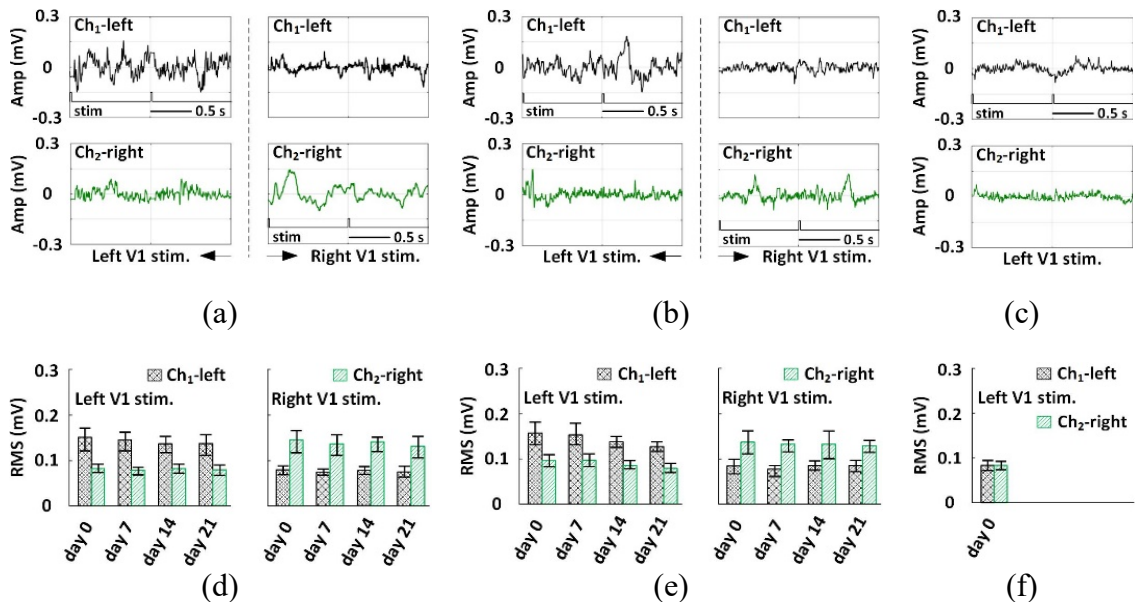 0.3
Ch₁-left
Amp (mV)
0
-0.3
stim
0.5 s
Ch₁-left
0.3
Ch₂-right
Amp (mV)
0
-0.3
Left V1 stim.
Ch₂-right
stim
0.5 s
Right V1 stim.
(a)
0.3
Ch₁-left
Amp (mV)
0
-0.3
stim
0.5 s
Ch₁-left
0.3
Ch₂-right
Amp (mV)
0
-0.3
Left V1 stim.
Ch₂-right
stim
0.5 s
Right V1 stim.
(b)
0.3
Ch₁-left
Amp (mV)
0
-0.3
stim
0.5 s
0.3
Ch₂-right
Amp (mV)
0
-0.3
Left V1 stim.
(c)
0.3
0.2
0.1
0
RMS (mV)
Ch₁-left
Left V1 stim.
day 0
day 7
day 14
day 21
Ch₂-right
Right V1 stim.
day 0
day 7
day 14
day 21
(d)
0.3
0.2
0.1
0
RMS (mV)
Ch₁-left
Left V1 stim.
day 0
day 7
day 14
day 21
Ch₂-right
Right V1 stim.
day 0
day 7
day 14
day 21
(e)
0.3
0.2
0.1
0
RMS (mV)
Ch₁-left
Left V1 stim.
Ch₂-right
day 0
(f)